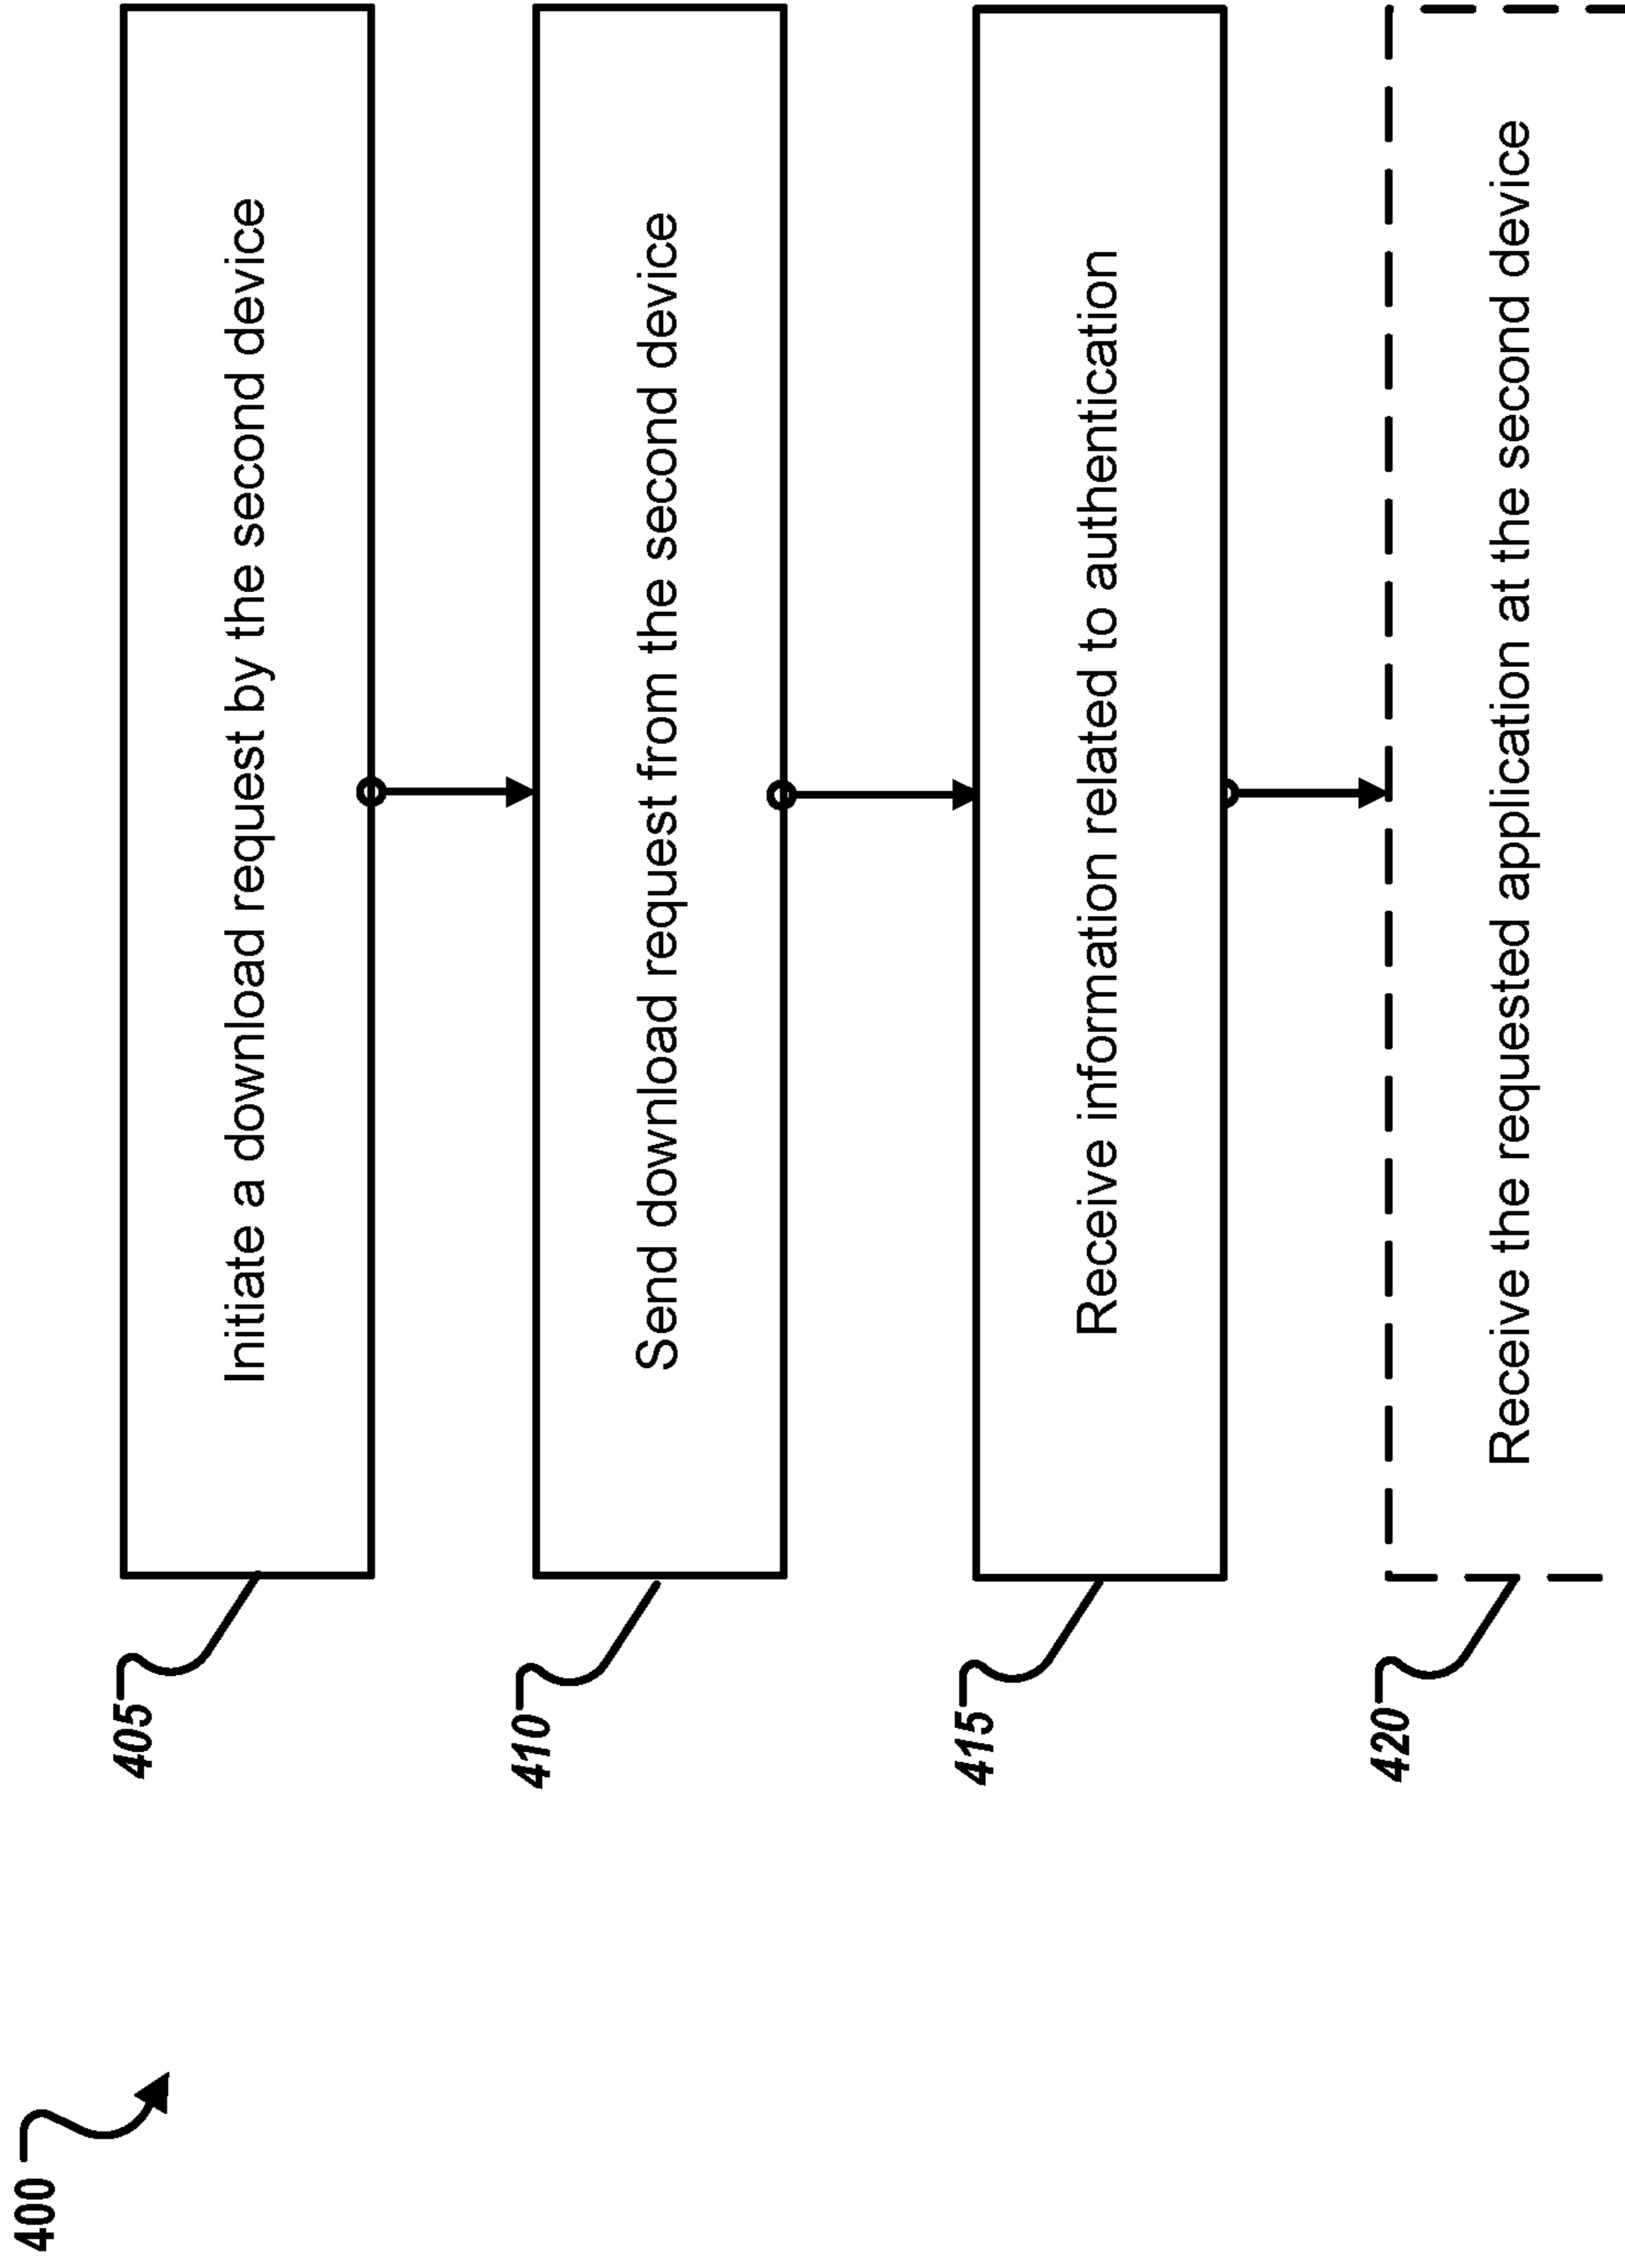 400
405
Initiate a download request by the second device
410
Send download request from the second device
415
Receive information related to authentication
420
Receive the requested application at the second device